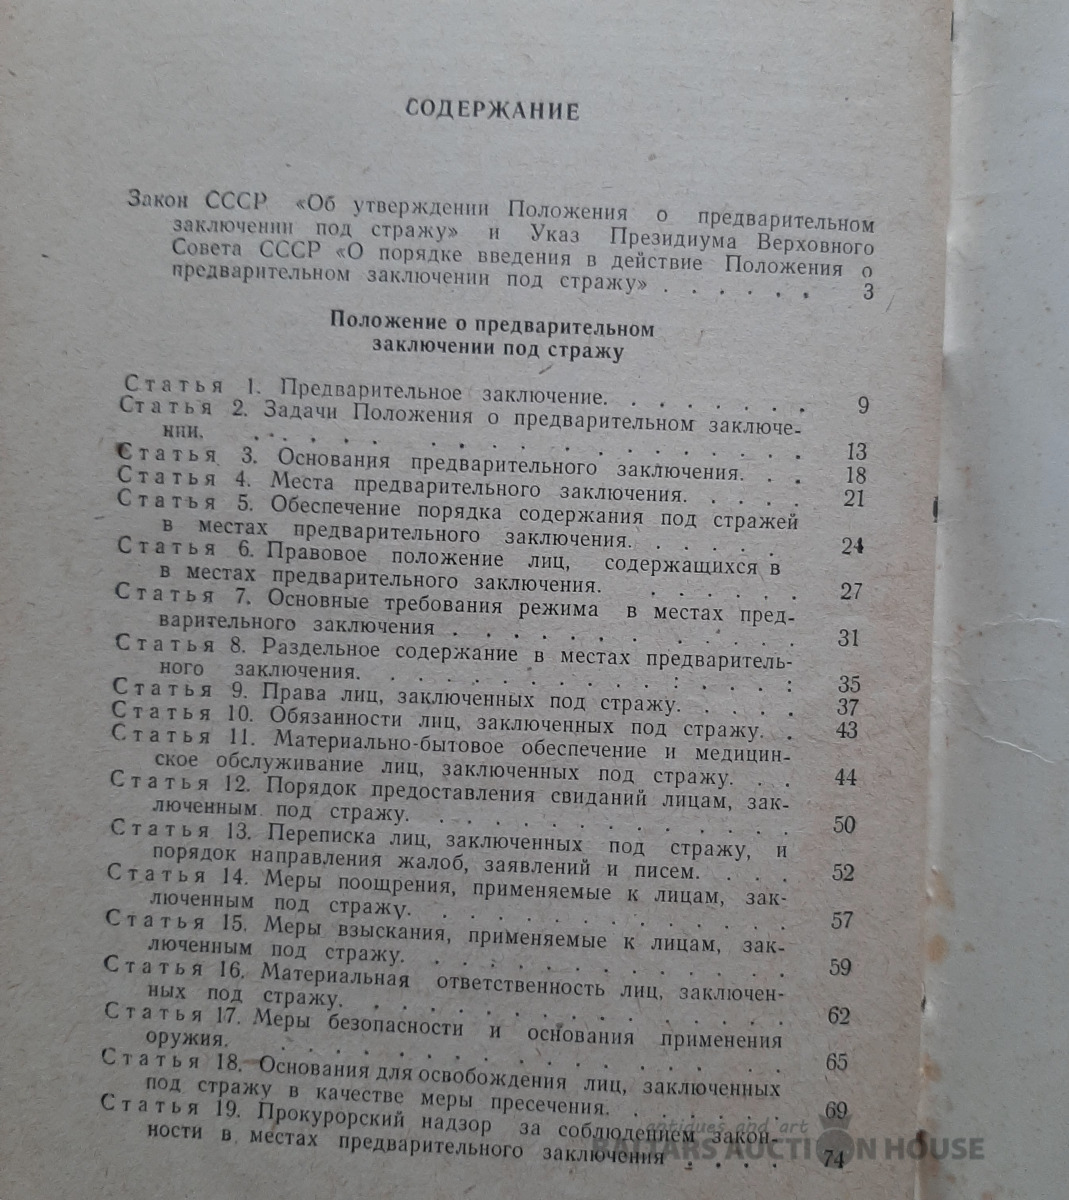 СОДЕРЖАНИЕ
Закон СССР «Об утверждении Положения о предварительном
заключении под стражу» и Указ Президиума Верховного
Совета СССР «О порядке введения в действие Положения о
предварительном заключении под стражу» . . . . . . 3
Положение о предварительном
заключении под стражу
Статья 1. Предварительное заключение. . . . . . . . 9
Статья 2. Задачи Положения о предварительном заключе-
нии. . . . . . . . . . . . . . . 13
Статья 3. Основания предварительного заключения. . . 18
Статья 4. Места предварительного заключения. . . . . 21
Статья 5. Обеспечение порядка содержания под стражей
в местах предварительного заключения. . . . . . 24
Статья 6. Правовое положение лиц, содержащихся в
в местах предварительного заключения. . . . . . . 27
Статья 7. Основные требования режима в местах пред-
варительного заключения . . . . . . . . . . . . 31
Статья 8. Раздельное содержание в местах предваритель-
ного заключения. . . . . . . . . . . : . . . : 35
Статья 9. Права лиц, заключенных под стражу. . . . . 37
Статья 10. Обязанности лиц, заключенных под стражу. . 43
Статья 11. Материально-бытовое обеспечение и медицин-
ское обслуживание лиц, заключенных под стражу. . . 44
Статья 12. Порядок предоставления свиданий лицам, зак-
люченным под стражу. . . . . . . . . . . . . . 50
Статья 13. Переписка лиц, заключенных под стражу, и
порядок направления жалоб, заявлений и писем. . . . 52
Статья 14. Меры поощрения, применяемые к лицам, зак-
люченным под стражу. . . . . . . . . . . . . . 57
Статья 15. Меры взыскания, применяемые к лицам, зак-
люченным под стражу. . . . . . . . . . . . . . 59
Статья 16. Материальная ответственность лиц, заключен-
ных под стражу. . . . . . . . . . . . . . . . 62
Статья 17. Меры безопасности и основания применения
оружия. . . . . . . . . . . . . . . . . . 65
Статья 18. Основания для освобождения лиц, заключенных
под стражу в качестве меры пресечения. . . . . . . 69
Статья 19. Прокурорский надзор за соблюдением закон-
ности в местах предварительного заключения . . . . 74
antiques and art
BALTARS AUCTION HOUSE